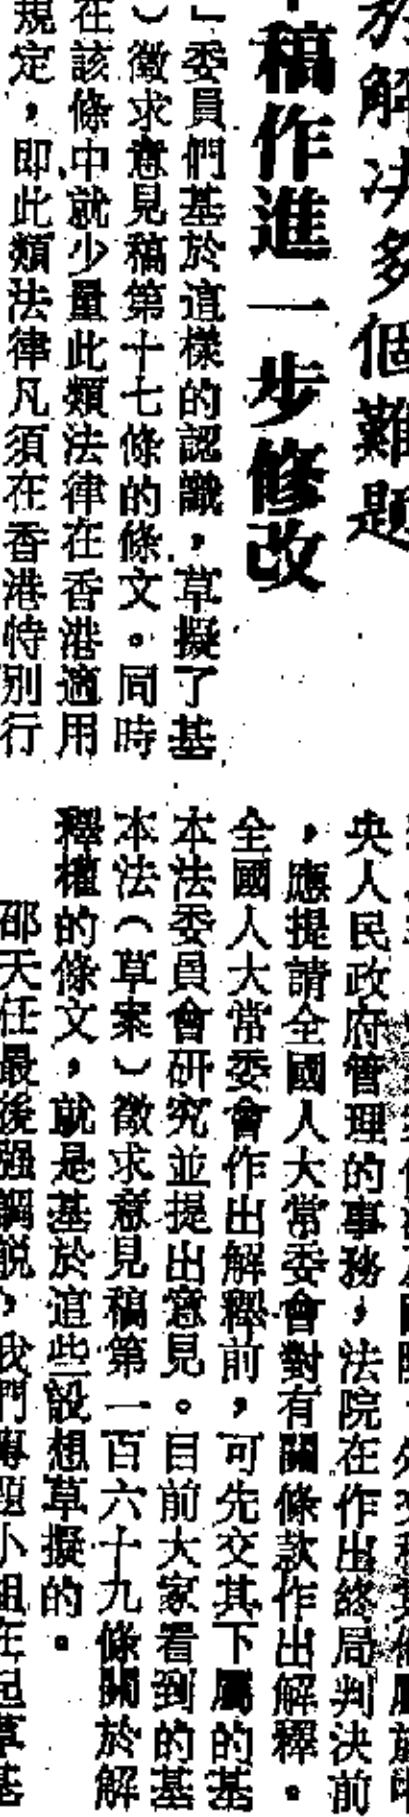 於解决多個難題
稿作進一步修改
」委員們基於這樣的認識，草擬了基
）徵求意見稿第十七條的條文。同時
在該條中就少量此類法律在香港適用
規定，即此類法律凡須在香港特別行
央人民政府管理的事務，法院在作出終局判决前
，應提請全國人大常委會對有關條款作出解釋。
全國人大常委會作出解釋前，可先交其下屬的基
本法委員會研究並提出意見。目前大家看到的基
本法（草案）徵求意見稿第一百六十九條關於解
釋權的條文，就是基於這些設想草擬的。
邵天任最後强調說，我們專題小組在起草基